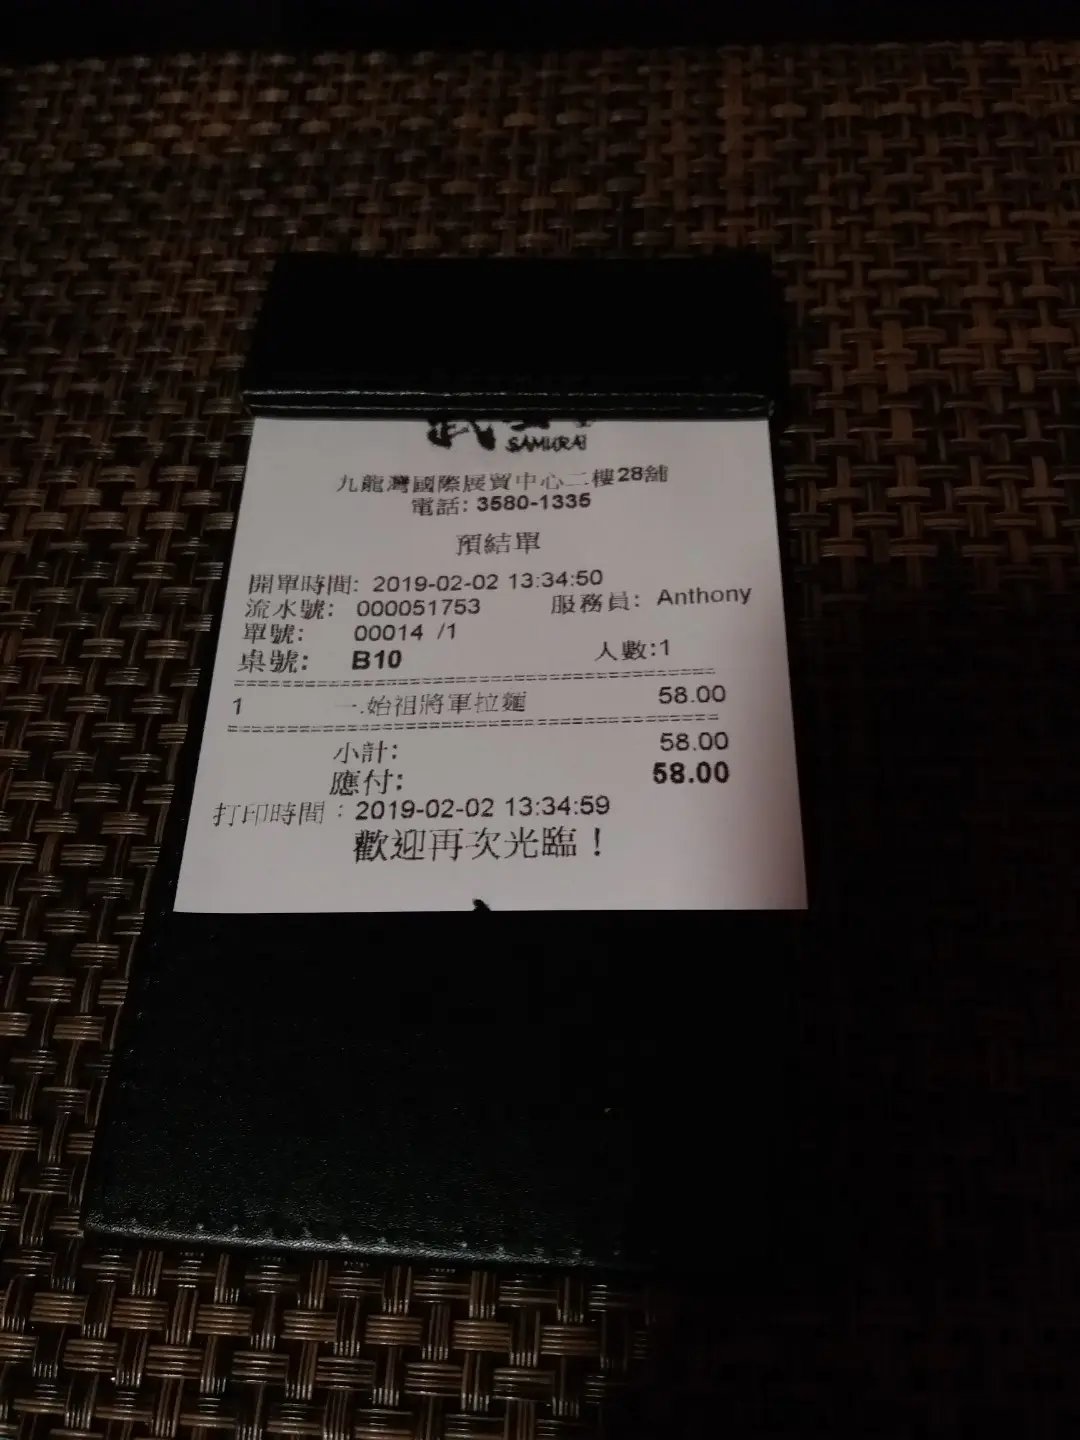 SAMURAI
九龍灣國際展貿中心二樓28舖
電話: 3580-1335
預結單
開單時間: 2019-02-02 13:34:50
流水號: 000051753 服務員: Anthony
單號: 00014 /1
桌號: B10 人數:1
1 一.始祖將軍拉麵 58.00
小計: 58.00
應付: 58.00
打印時間: 2019-02-02 13:34:59
歡迎再次光臨！